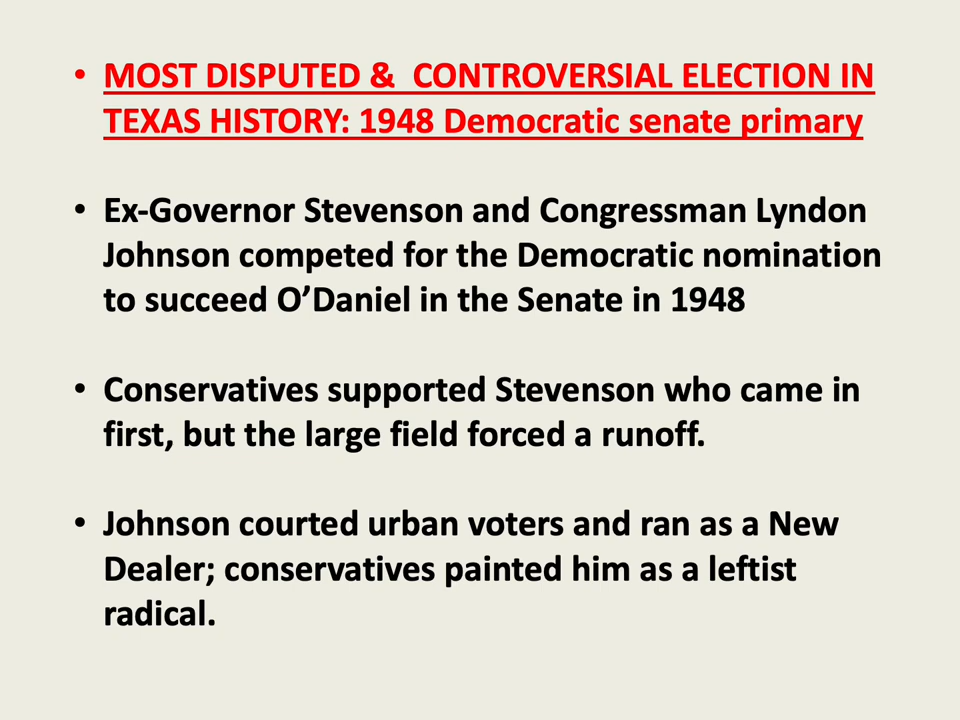 • MOST DISPUTED &  CONTROVERSIAL ELECTION IN
TEXAS HISTORY: 1948 Democratic senate primary
• Ex-Governor Stevenson and Congressman Lyndon
Johnson competed for the Democratic nomination
to succeed O’Daniel in the Senate in 1948
• Conservatives supported Stevenson who came in
first, but the large field forced a runoff.
• Johnson courted urban voters and ran as a New
Dealer; conservatives painted him as a leftist
radical.